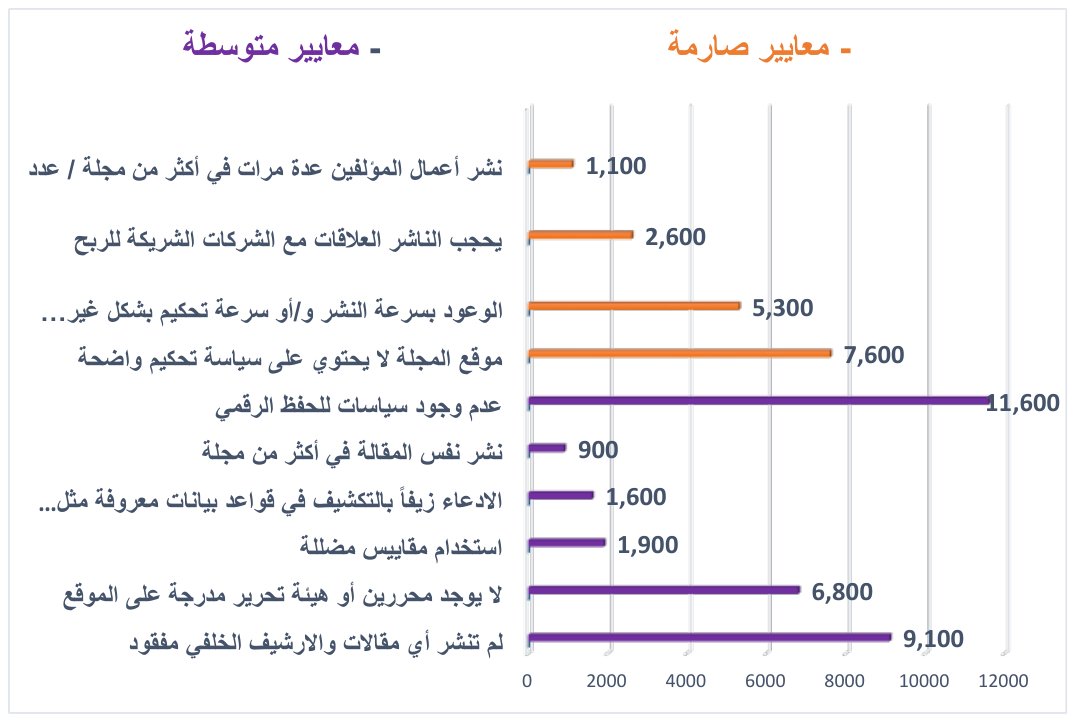 - معايير صارمة
- معايير متوسطة
نشر أعمال المؤلفين عدة مرات في أكثر من مجلة / عدد
1,100
يحجب الناشر العلاقات مع الشركات الشريكة للربح
2,600
الوعود بسرعة النشر و/أو سرعة تحكيم بشكل غير...
5,300
موقع المجلة لا يحتوي على سياسة تحكيم واضحة
7,600
عدم وجود سياسات للحفظ الرقمي
11,600
نشر نفس المقالة في أكثر من مجلة
900
الادعاء زيفاً بالتكشيف في قواعد بيانات معروفة مثل...
1,600
استخدام مقاييس مضللة
1,900
لا يوجد محررين أو هيئة تحرير مدرجة على الموقع
6,800
لم تنشر أي مقالات والارشيف الخلفي مفقود
9,100
0 2000 4000 6000 8000 10000 12000